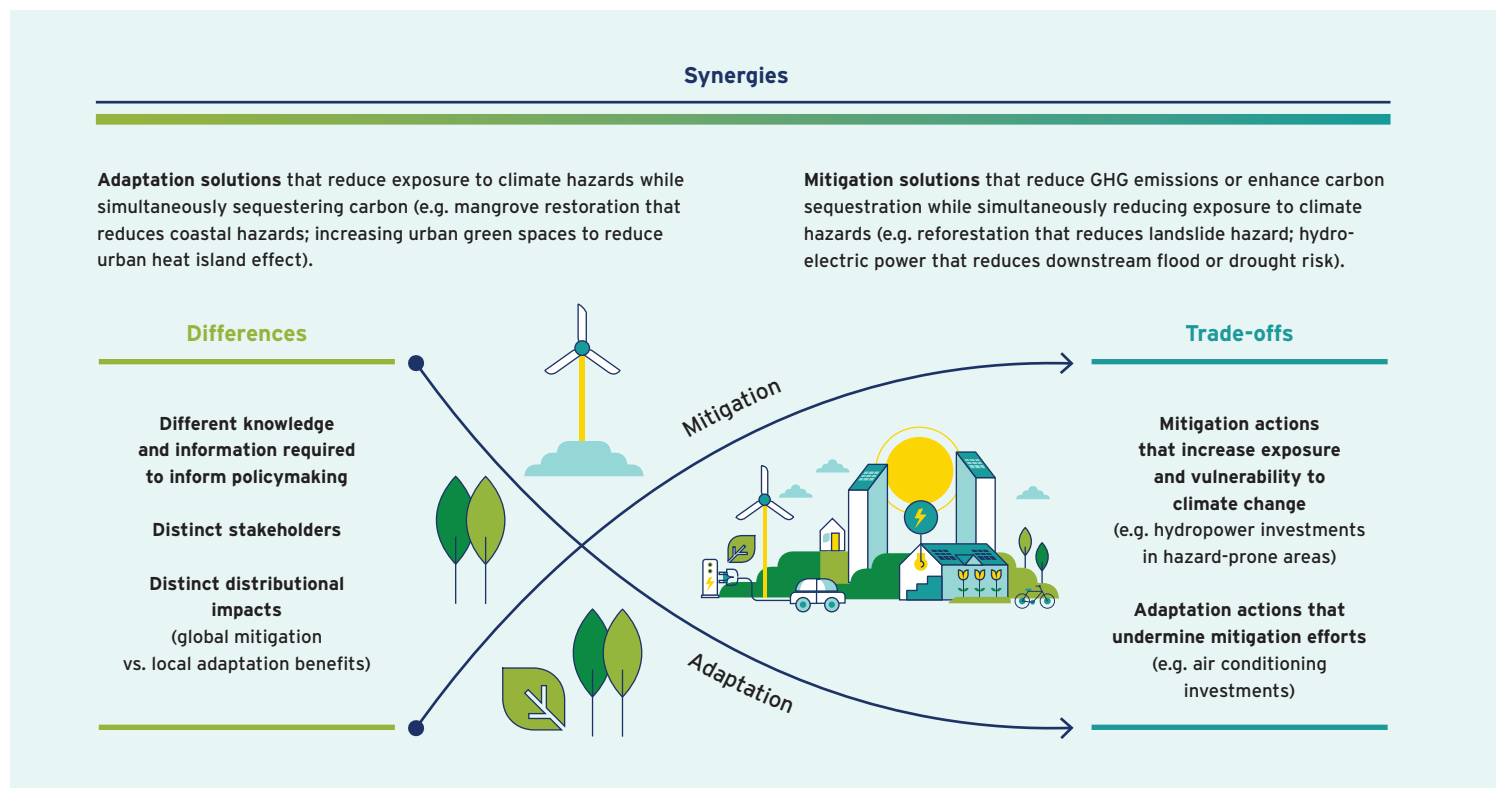 Synergies
Adaptation solutions that reduce exposure to climate hazards while
simultaneously sequestering carbon (e.g. mangrove restoration that
reduces coastal hazards; increasing urban green spaces to reduce
urban heat island effect).
Mitigation solutions that reduce GHG emissions or enhance carbon
sequestration while simultaneously reducing exposure to climate
hazards (e.g. reforestation that reduces landslide hazard; hydro-
electric power that reduces downstream flood or drought risk).
Differences
Different knowledge
and information required
to inform policymaking
Distinct stakeholders
Distinct distributional
impacts
(global mitigation
vs. local adaptation benefits)
Mitigation
Adaptation
Trade-offs
Mitigation actions
that increase exposure
and vulnerability to
climate change
(e.g. hydropower investments
in hazard-prone areas)
Adaptation actions that
undermine mitigation efforts
(e.g. air conditioning
investments)